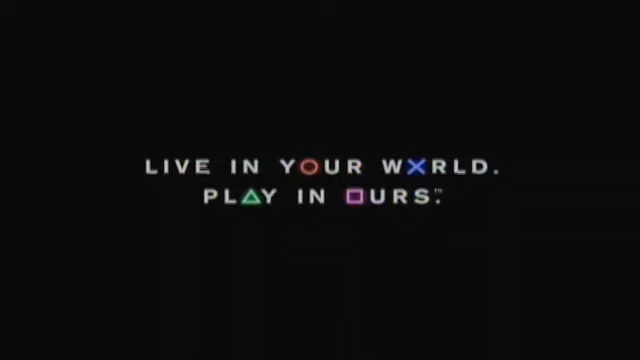 LIVE IN Y○UR W✕RLD.
PL△Y IN □URS.™